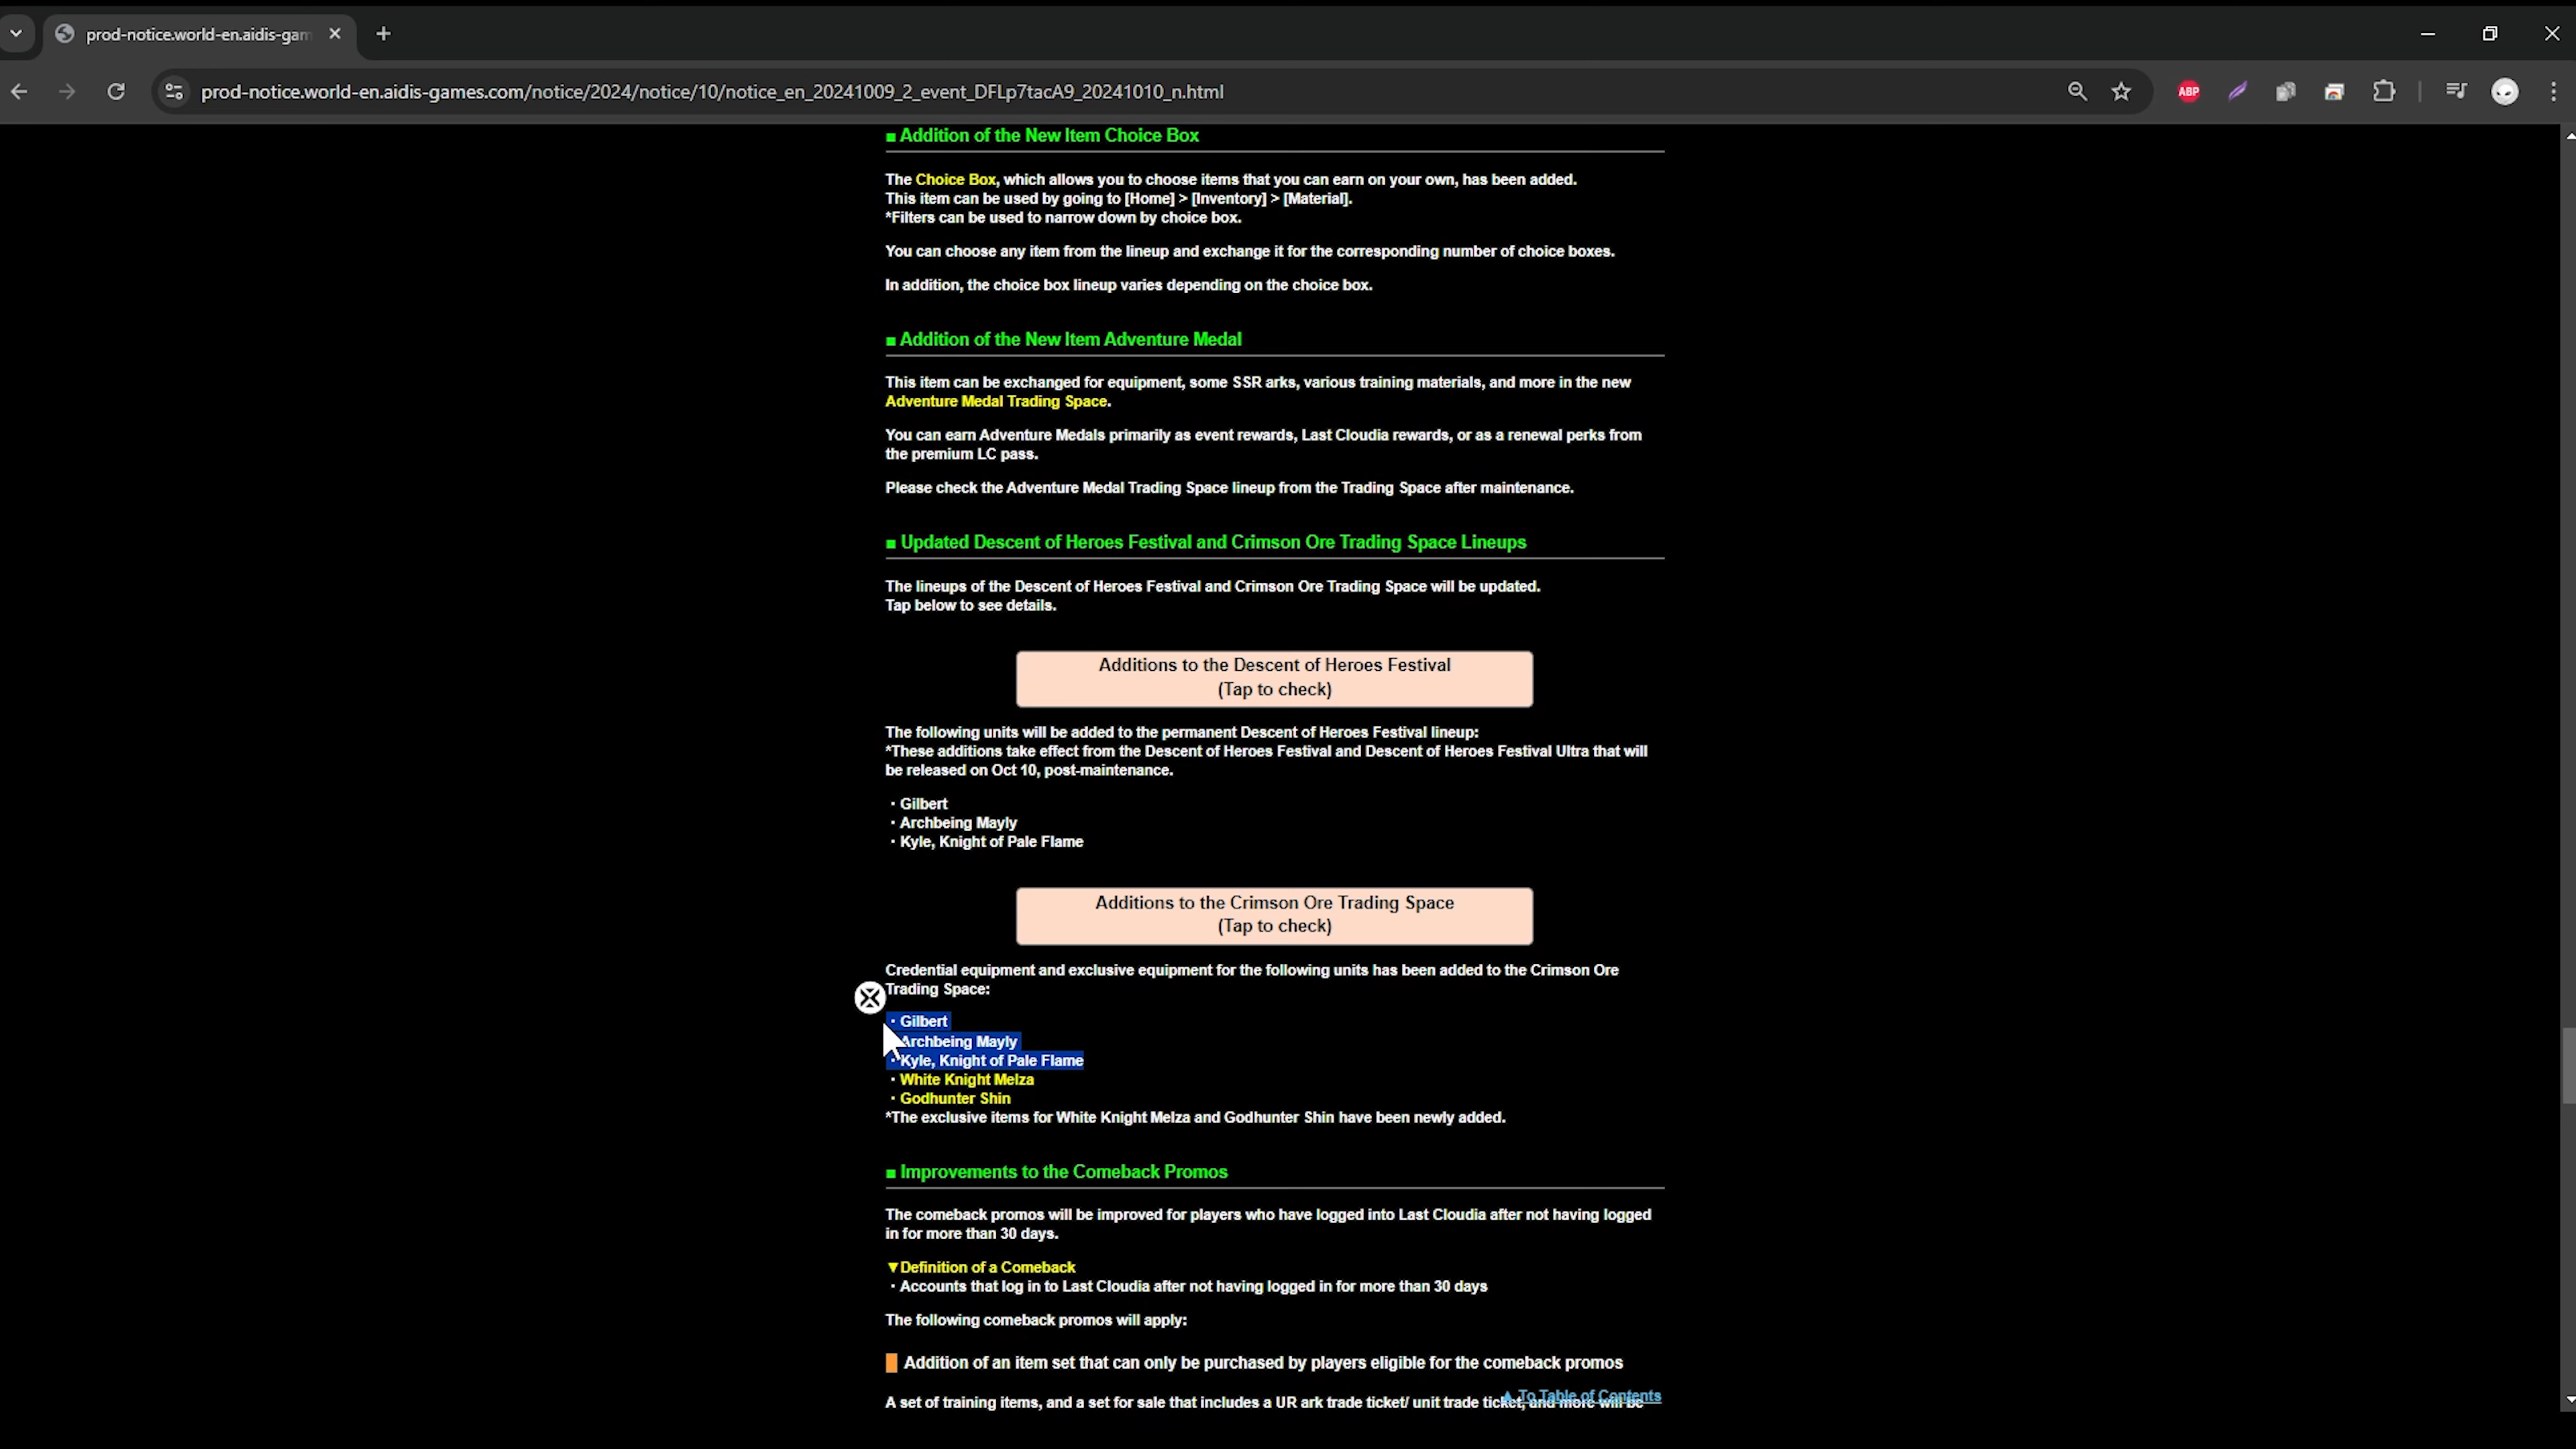 prod-notice.world-en.aidis-gam
prod-notice.world-en.aidis-games.com/notice/2024/notice/10/notice_en_20241009_2_event_DFLp7tacA9_20241010_n.html
ABP
■ Addition of the New Item Choice Box
The Choice Box, which allows you to choose items that you can earn on your own, has been added.
This item can be used by going to [Home] > [Inventory] > [Material].
*Filters can be used to narrow down by choice box.
You can choose any item from the lineup and exchange it for the corresponding number of choice boxes.
In addition, the choice box lineup varies depending on the choice box.
■ Addition of the New Item Adventure Medal
This item can be exchanged for equipment, some SSR arks, various training materials, and more in the new
Adventure Medal Trading Space.
You can earn Adventure Medals primarily as event rewards, Last Cloudia rewards, or as a renewal perks from
the premium LC pass.
Please check the Adventure Medal Trading Space lineup from the Trading Space after maintenance.
■ Updated Descent of Heroes Festival and Crimson Ore Trading Space Lineups
The lineups of the Descent of Heroes Festival and Crimson Ore Trading Space will be updated.
Tap below to see details.
Additions to the Descent of Heroes Festival
(Tap to check)
The following units will be added to the permanent Descent of Heroes Festival lineup:
*These additions take effect from the Descent of Heroes Festival and Descent of Heroes Festival Ultra that will
be released on Oct 10, post-maintenance.
・Gilbert
・Archbeing Mayly
・Kyle, Knight of Pale Flame
Additions to the Crimson Ore Trading Space
(Tap to check)
Credential equipment and exclusive equipment for the following units has been added to the Crimson Ore
Trading Space:
・Gilbert
Archbeing Mayly
・Kyle, Knight of Pale Flame
・White Knight Melza
・Godhunter Shin
*The exclusive items for White Knight Melza and Godhunter Shin have been newly added.
■ Improvements to the Comeback Promos
The comeback promos will be improved for players who have logged into Last Cloudia after not having logged
in for more than 30 days.
▼Definition of a Comeback
・Accounts that log in to Last Cloudia after not having logged in for more than 30 days
The following comeback promos will apply:
Addition of an item set that can only be purchased by players eligible for the comeback promos
▲ To Table of Contents
A set of training items, and a set for sale that includes a UR ark trade ticket/ unit trade ticket, and more will be